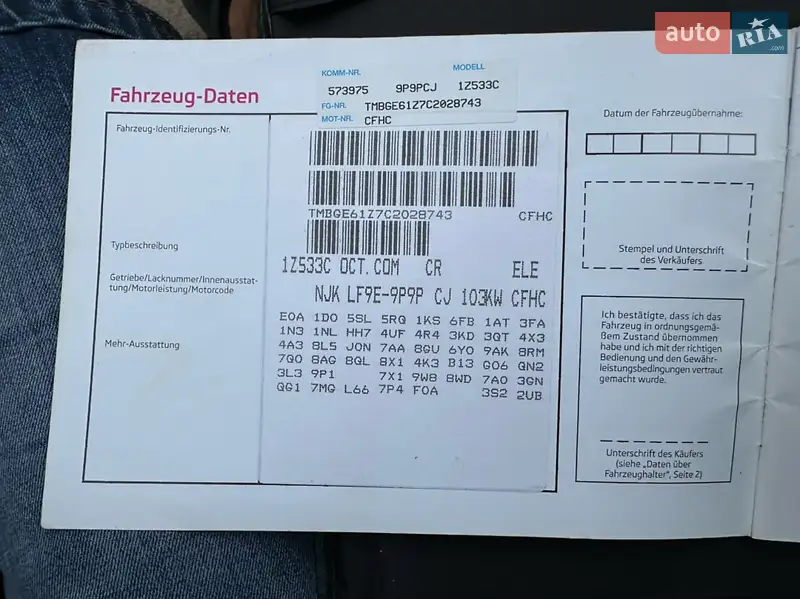 auto RIA.com
KOMM-NR. MODELL
573975 9P9PCJ 1Z533C
FG-NR. TMBGE61Z7C2028743
MOT-NR. CFHC
Fahrzeug-Daten
Fahrzeug-Identifizierungs-Nr.
TMBGE61Z7C2028743 CFHC
Typbeschreibung
1Z533C OCT.COM CR ELE
Getriebe/Lacknummer/Innenausstat-
tung/Motorleistung/Motorcode
NJK LF9E-9P9P CJ 103KW CFHC
Mehr-Ausstattung
E0A 1D0 5SL 5RQ 1KS 6FB 1AT 3FA
1N3 1NL HH7 4UF 4R4 3KD 3QT 4X3
4A3 8L5 J0N 7AA 8GU 6Y0 9AK 8RM
7Q0 8AG 8QL 8X1 4K3 B13 G06 QN2
3L3 9P1 7X1 9W8 8WD 7A0 3GN
QG1 7MG L66 7P4 F0A 3S2 2UB
Datum der Fahrzeugübernahme:
Stempel und Unterschrift
des Verkäufers
Ich bestätige, dass ich das
Fahrzeug in ordnungsgemä-
ßem Zustand übernommen
habe und ich mit der richtigen
Bedienung und den Gewähr-
leistungsbedingungen vertraut
gemacht wurde.
Unterschrift des Käufers
(siehe „Daten über
Fahrzeughalter", Seite 2)